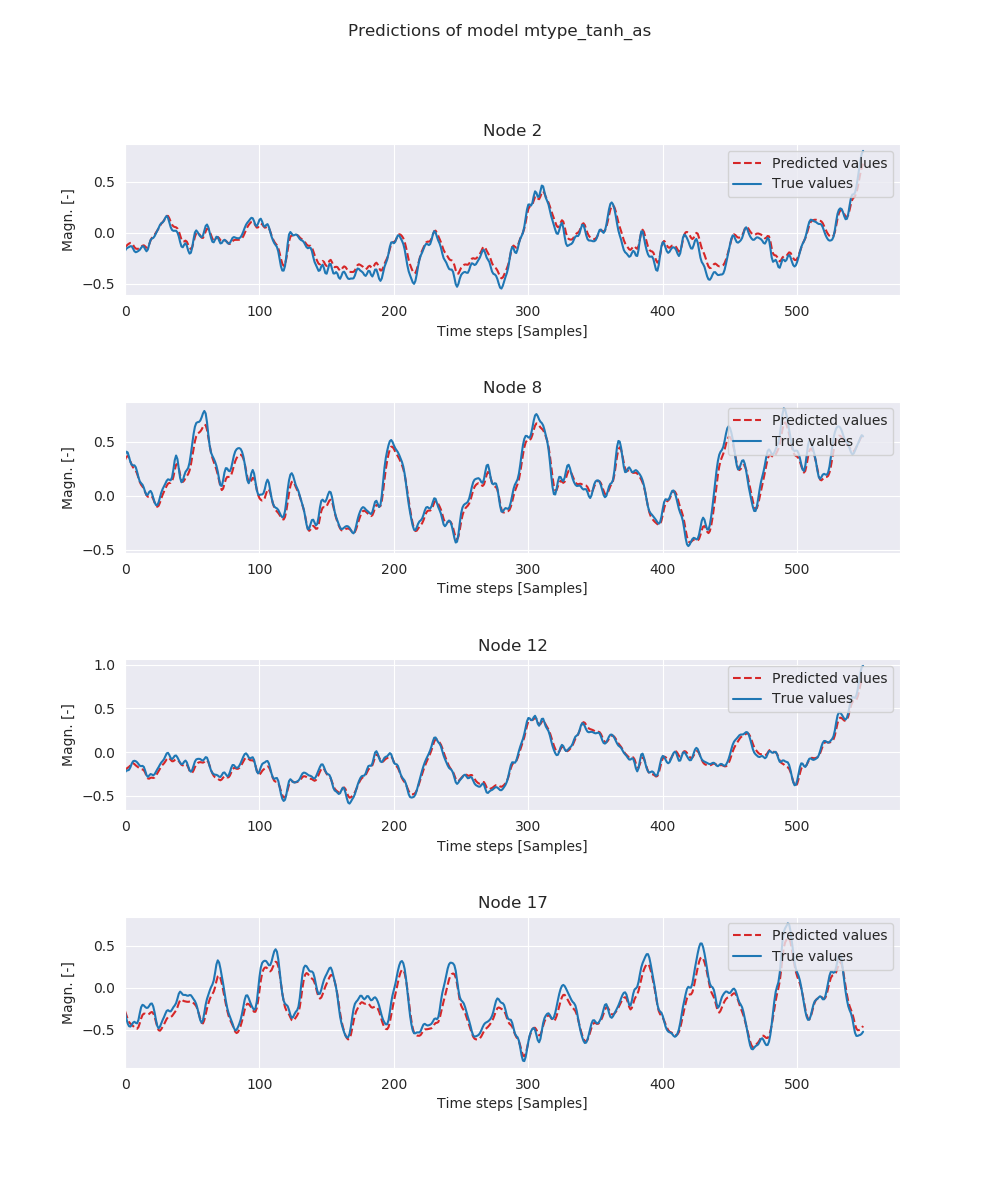 Predictions of model mtype_tanh_as
Node 2
Predicted values
True values
Magn. [-]
0.5
0.0
−0.5
0 100 200 300 400 500
Time steps [Samples]
Node 8
Predicted values
True values
Magn. [-]
0.5
0.0
−0.5
0 100 200 300 400 500
Time steps [Samples]
Node 12
Predicted values
True values
Magn. [-]
1.0
0.5
0.0
−0.5
0 100 200 300 400 500
Time steps [Samples]
Node 17
Predicted values
True values
Magn. [-]
0.5
0.0
−0.5
0 100 200 300 400 500
Time steps [Samples]